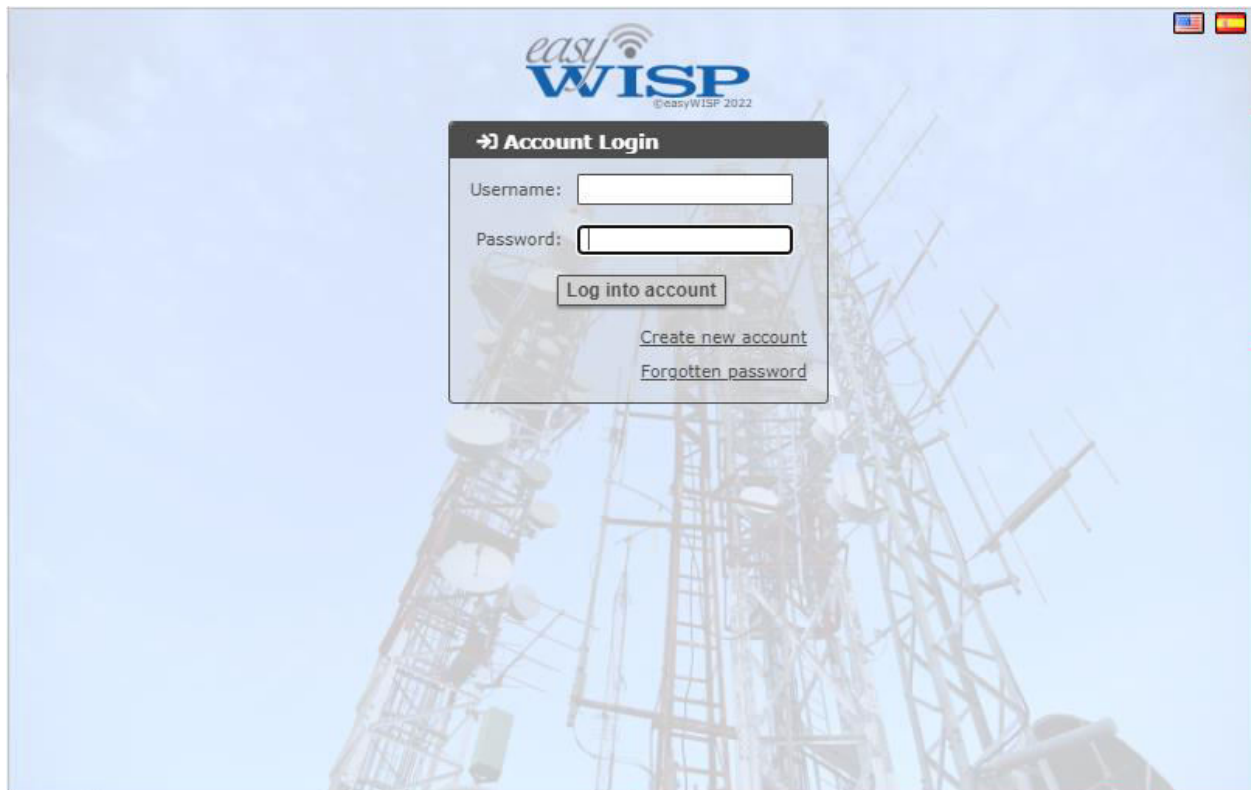 easy
WISP
©easyWISP 2022
Account Login
Username:
Password:
Log into account
Create new account
Forgotten password